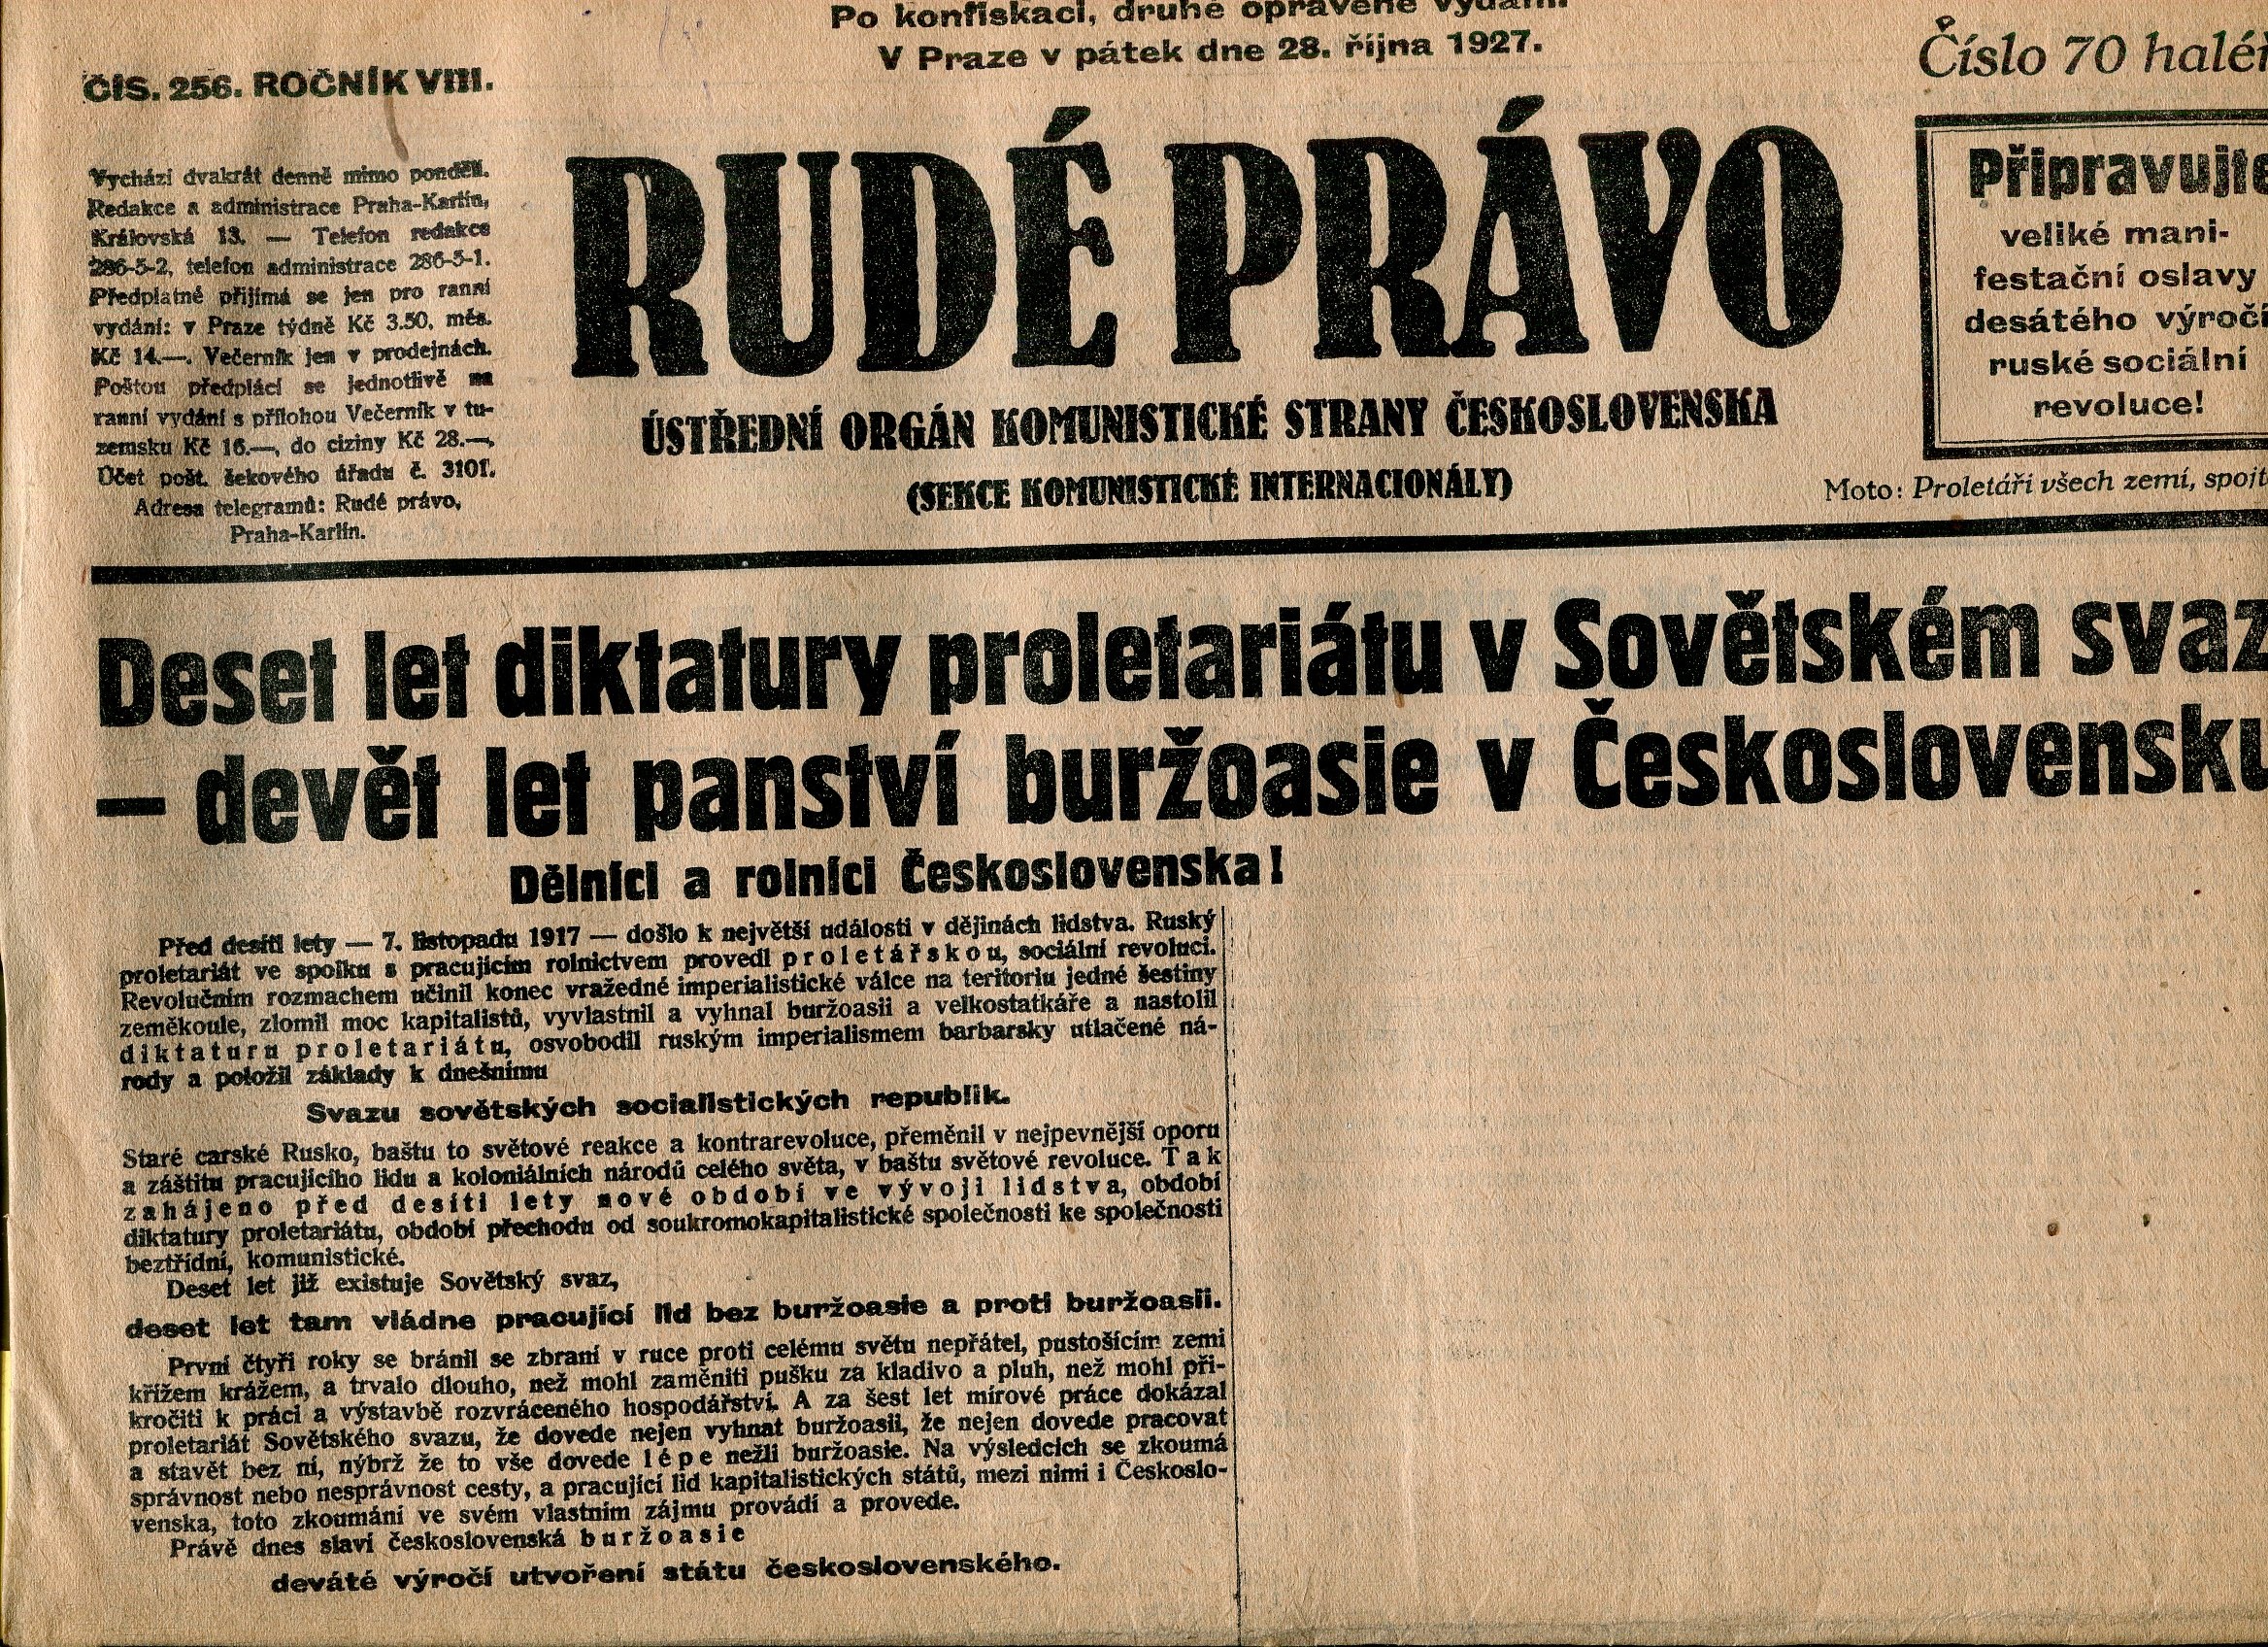 Po konfiskaci, druhé opravené vydání.
V Praze v pátek dne 28. října 1927.
ČÍS. 256. ROČNÍK VIII.
Číslo 70 haléř
Vychází dvakrát denně mimo pondělí.
Redakce a administrace Praha-Karlín,
Královská 13. — Telefon redakce
286-5-2, telefon administrace 286-5-1.
Předplatné přijímá se jen pro ranní
vydání: v Praze týdně Kč 3.50, měs.
Kč 14.—. Večerník jen v prodejnách.
Poštou předplácí se jednotlivě na
ranní vydání s přílohou Večerník v tu-
zemsku Kč 16.—, do ciziny Kč 28.—,
Účet pošt. šekového úřadu č. 3101.
Adresa telegramů: Rudé právo,
Praha-Karlín.
RUDÉ PRÁVO
ÚSTŘEDNÍ ORGÁN KOMUNISTICKÉ STRANY ČESKOSLOVENSKA
(SEKCE KOMUNISTICKÉ INTERNACIONÁLY)
Připravujte
veliké mani-
festační oslavy
desátého výročí
ruské sociální
revoluce!
Moto: Proletáři všech zemí, spojt
Deset let diktatury proletariátu v Sovětském svaz
— devět let panství buržoasie v Československu
Dělníci a rolníci Československa!
Před desíti lety — 7. listopadu 1917 — došlo k největší události v dějinách lidstva. Ruský
proletariát ve spolku s pracujícím rolnictvem provedl proletářskou, sociální revoluci.
Revolučním rozmachem učinil konec vražedné imperialistické válce na teritoriu jedné šestiny
zeměkoule, zlomil moc kapitalistů, vyvlastnil a vyhnal buržoasii a velkostatkáře a nastolil
diktaturu proletariátu, osvobodil ruským imperialismem barbarsky utlačené ná-
rody a položil základy k dnešnímu
Svazu sovětských socialistických republik.
Staré carské Rusko, baštu to světové reakce a kontrarevoluce, přeměnil v nejpevnější oporu
a záštitu pracujícího lidu a koloniálních národů celého světa, v baštu světové revoluce. Tak
zahájeno před desíti lety nové období ve vývoji lidstva, období
diktatury proletariátu, období přechodu od soukromokapitalistické společnosti ke společnosti
beztřídní, komunistické.
Deset let již existuje Sovětský svaz,
deset let tam vládne pracující lid bez buržoasie a proti buržoasii.
První čtyři roky se bránil se zbraní v ruce proti celému světu nepřátel, pustošícím zemi
křížem krážem, a trvalo dlouho, než mohl zaměniti pušku za kladivo a pluh, než mohl při-
kročiti k práci a výstavbě rozvráceného hospodářství. A za šest let mírové práce dokázal
proletariát Sovětského svazu, že dovede nejen vyhnat buržoasii, že nejen dovede pracovat
a stavět bez ní, nýbrž že to vše dovede lépe nežli buržoasie. Na výsledcích se zkoumá
správnost nebo nesprávnost cesty, a pracující lid kapitalistických států, mezi nimi i Českoslo-
venska, toto zkoumání ve svém vlastním zájmu provádí a provede.
Právě dnes slaví československá buržoasie
deváté výročí utvoření státu československého.